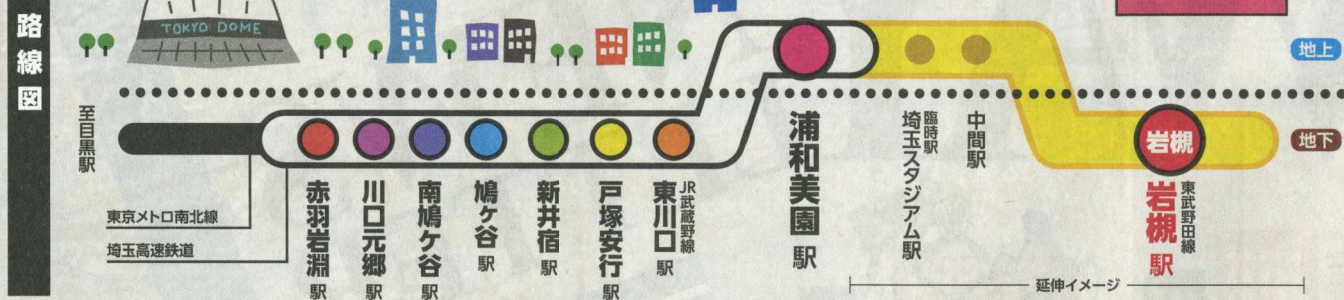 路線図
TOKYO DOME
地上
地下
至目黒駅
東京メトロ南北線
埼玉高速鉄道
赤羽岩淵駅
川口元郷駅
南鳩ヶ谷駅
鳩ヶ谷駅
新井宿駅
戸塚安行駅
東川口駅
JR武蔵野線
浦和美園駅
臨時駅
埼玉スタジアム駅
中間駅
岩槻
岩槻駅
東武野田線
延伸イメージ